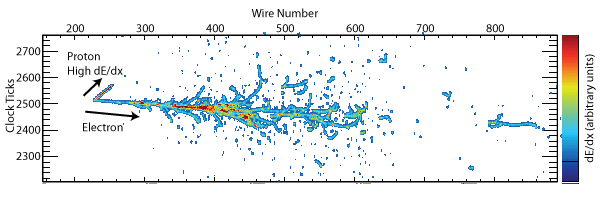 Wire Number
200 300 400 500 600 700 800
2700
2600
2500
2400
2300
Clock Ticks
Proton
High dE/dx
Electron
dE/dx (arbitrary units)